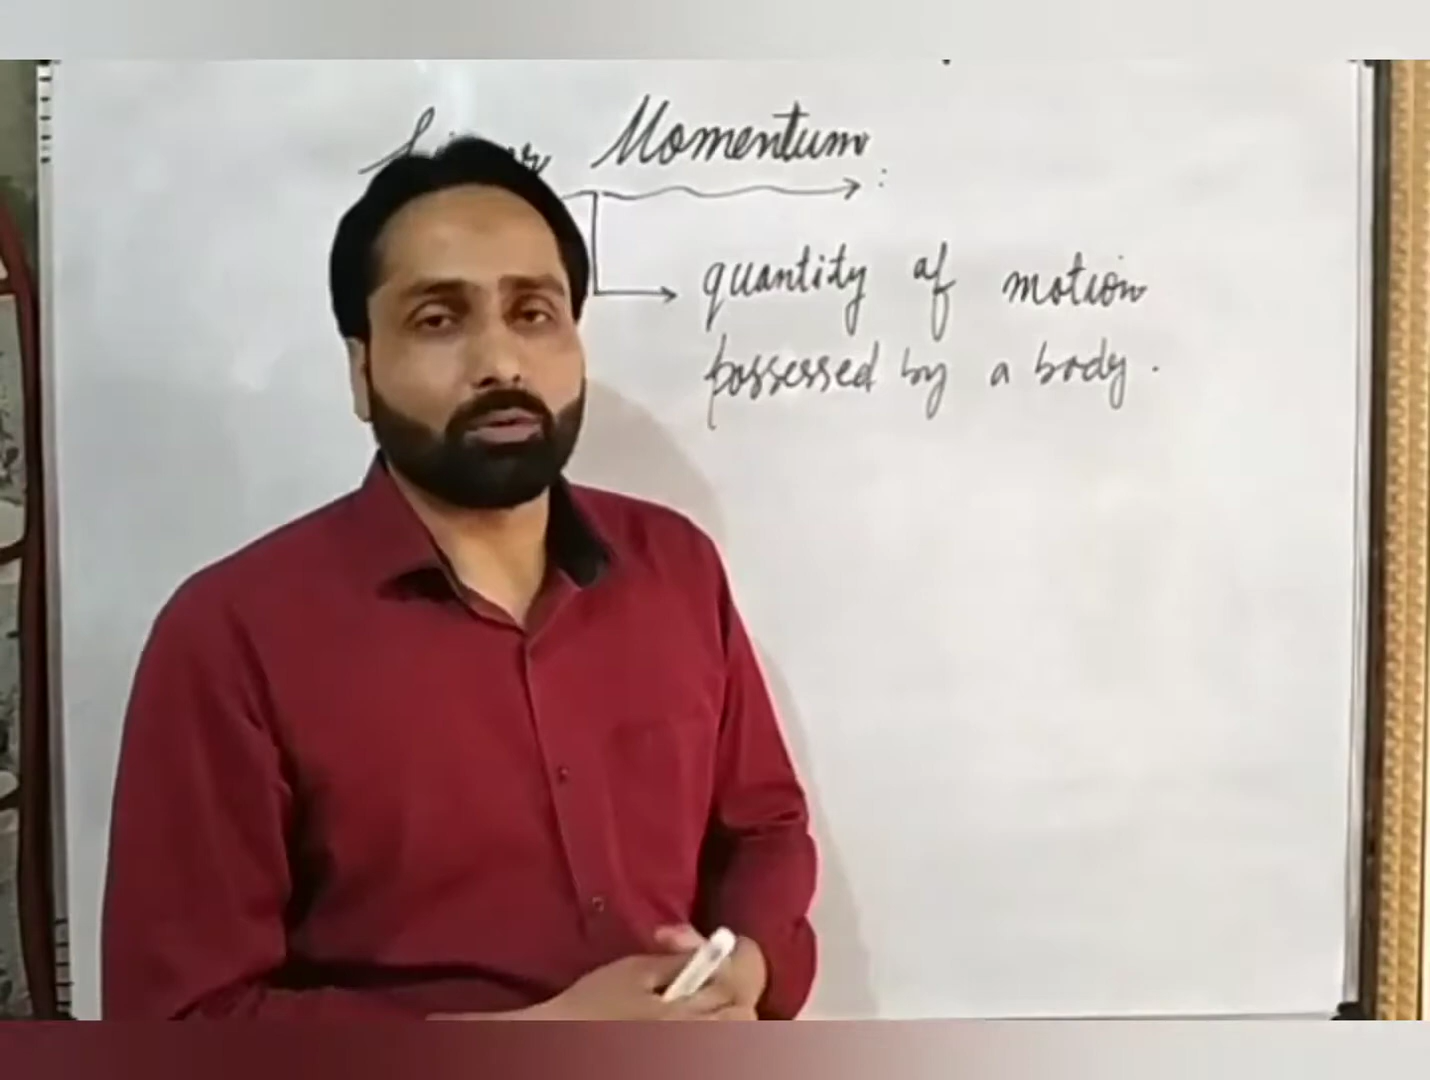 Momentum :
quantity of motion
possessed by a body.